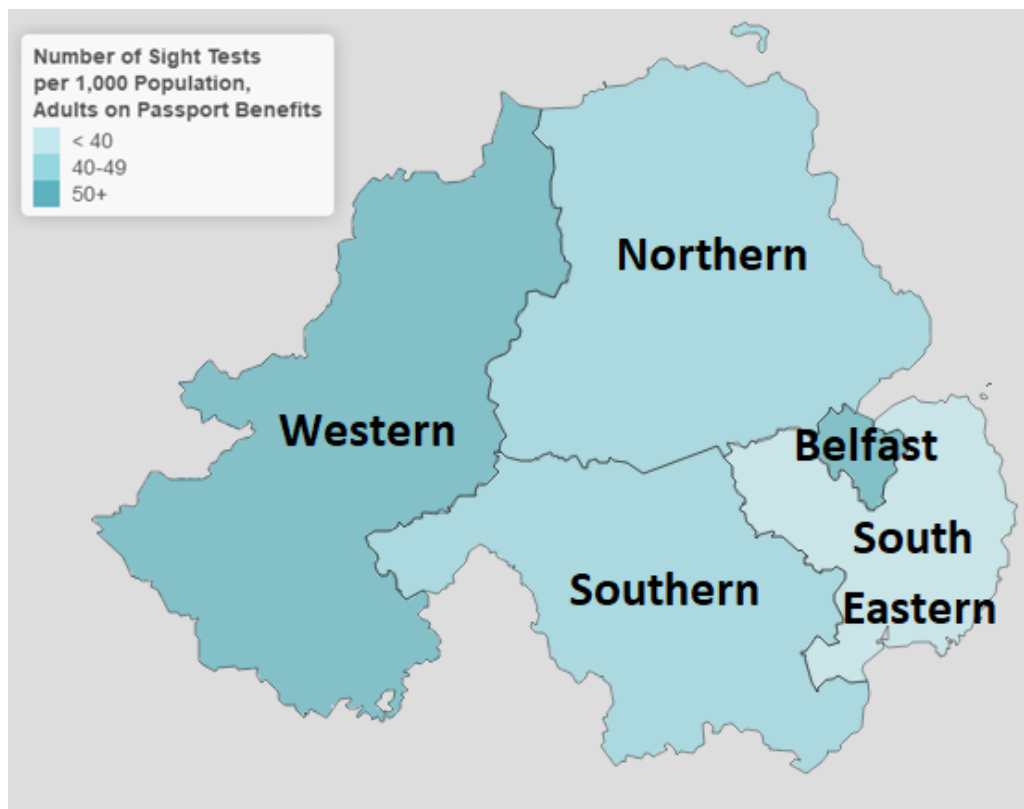 Number of Sight Tests
per 1,000 Population,
Adults on Passport Benefits
< 40
40-49
50+
Northern
Western
Belfast
South
Eastern
Southern